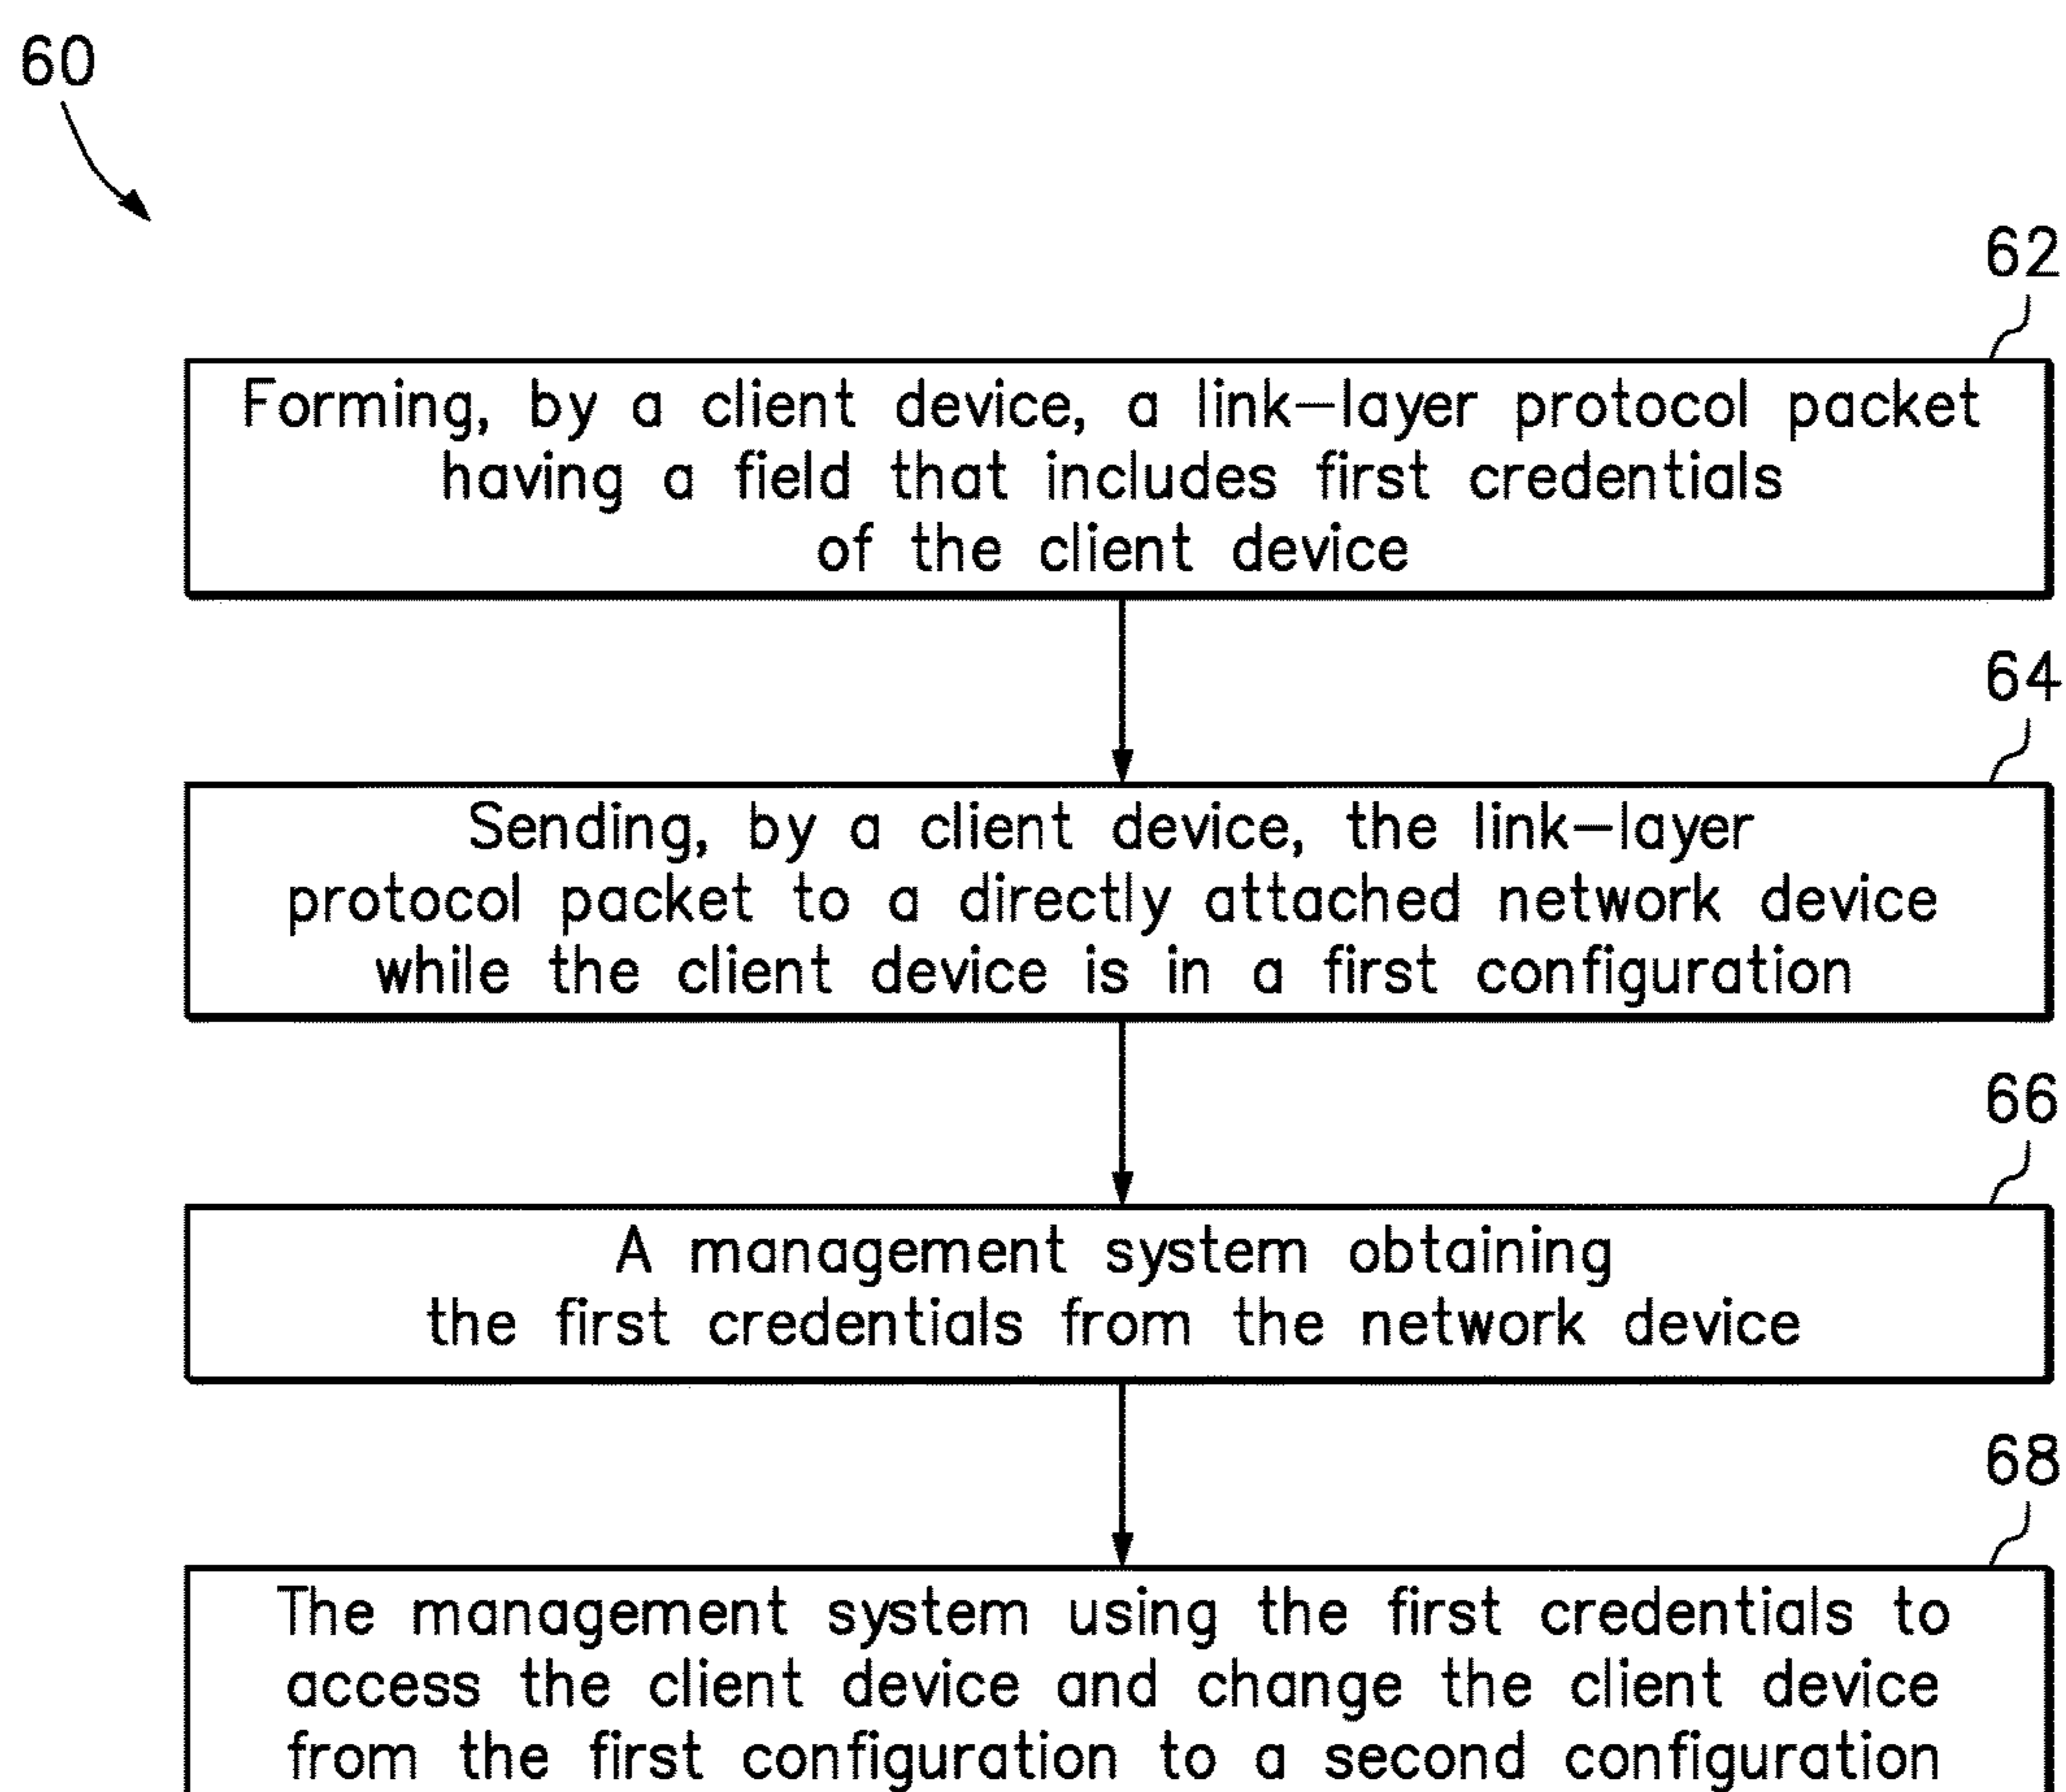 60
62
Forming, by a client device, a link-layer protocol packet
having a field that includes first credentials
of the client device
64
Sending, by a client device, the link-layer
protocol packet to a directly attached network device
while the client device is in a first configuration
66
A management system obtaining
the first credentials from the network device
68
The management system using the first credentials to
access the client device and change the client device
from the first configuration to a second configuration